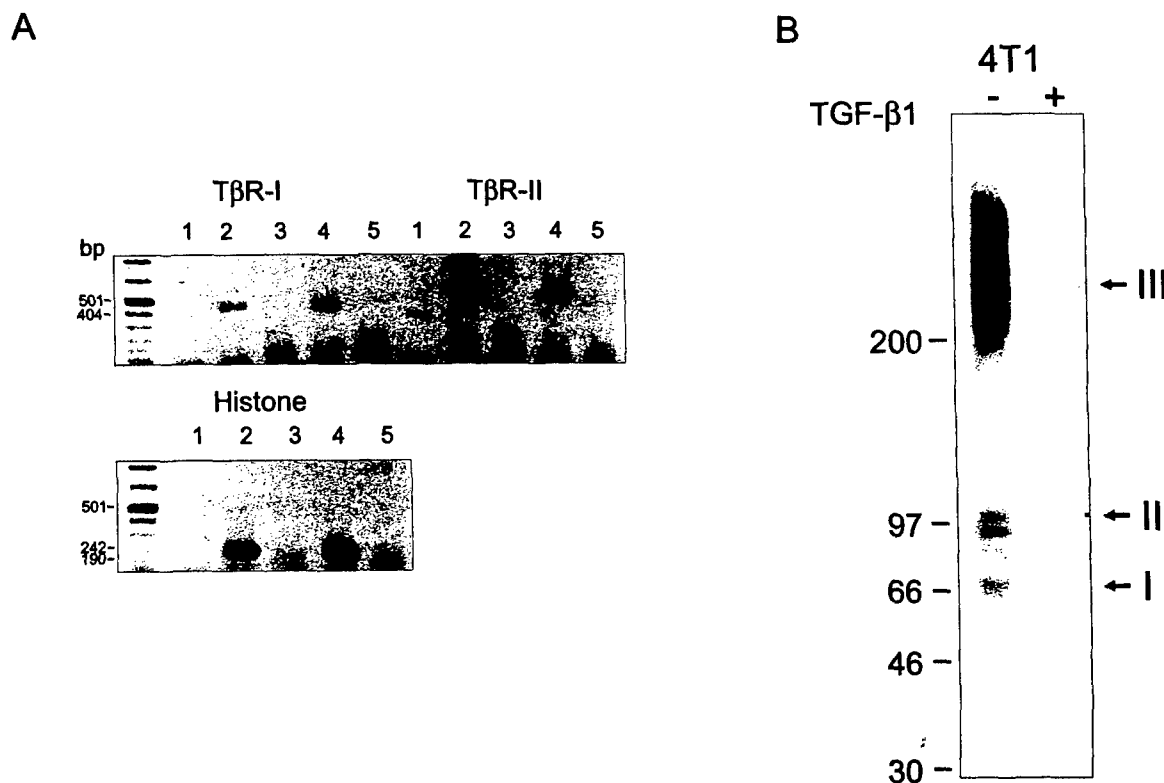 A
TβR-I TβR-II
1 2 3 4 5 1 2 3 4 5
bp
501
404
Histone
1 2 3 4 5
501
242
190
B
4T1
TGF-β1 - +
III
200
97
II
66
I
46
30